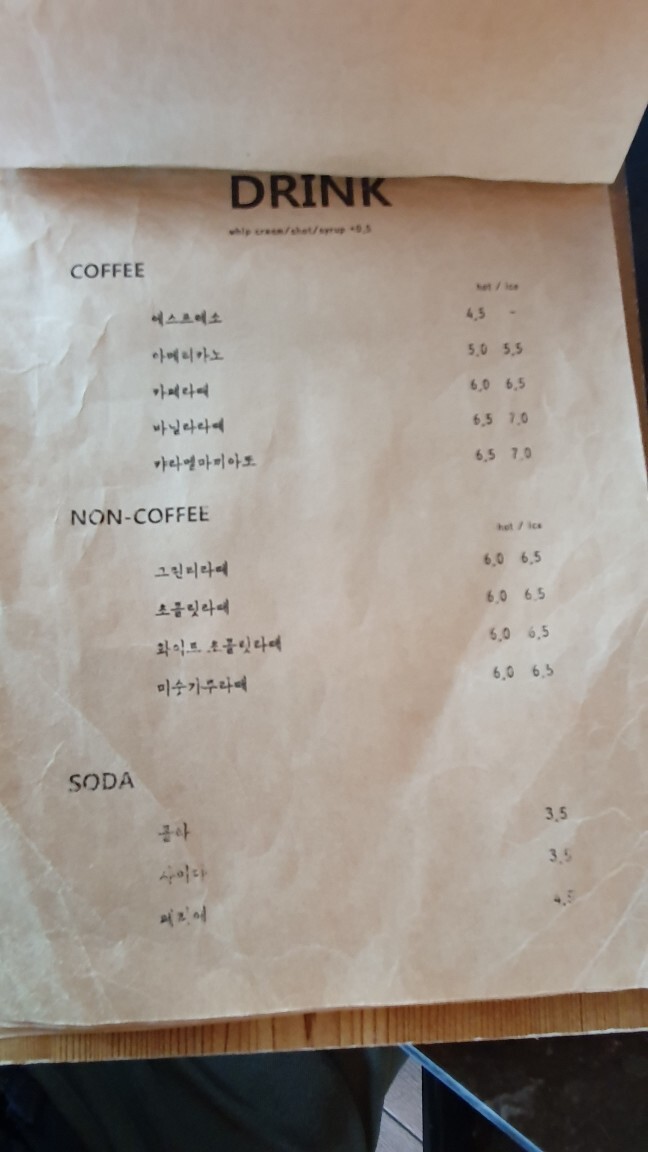 DRINK
whip cream/shot/syrup +0.5
COFFEE
hot / ice
에스프레소 4.5 -
아메리카노 5.0 5.5
카페라떼 6.0 6.5
바닐라라떼 6.5 7.0
캬라멜마끼아또 6.5 7.0
NON-COFFEE
hot / ice
그린티라떼 6.0 6.5
초콜릿라떼 6.0 6.5
화이트 초콜릿라떼 6.0 6.5
미숫가루라떼 6.0 6.5
SODA
콜라 3.5
사이다 3.5
페리에 4.5